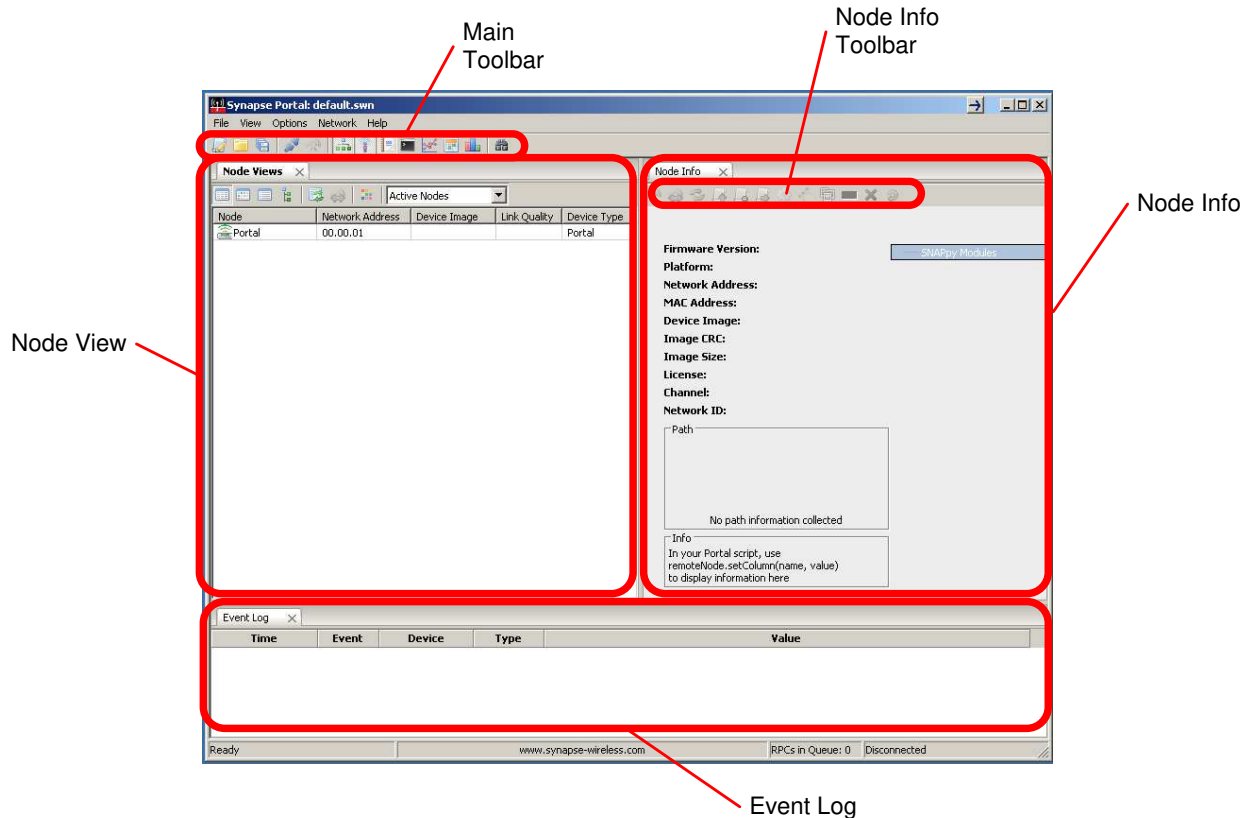 Main
Toolbar
Node Info
Toolbar
Synapse Portal: default.swn
File View Options Network Help
Node Views
Active Nodes
Node Network Address Device Image Link Quality Device Type
Portal 00.00.01 Portal
Node Info
Firmware Version:
Platform:
Network Address:
MAC Address:
Device Image:
Image CRC:
Image Size:
License:
Channel:
Network ID:
SNAPpy Modules
Path
No path information collected
Info
In your Portal script, use
remoteNode.setColumn(name, value)
to display information here
Node View
Node Info
Event Log
Time Event Device Type Value
Ready www.synapse-wireless.com RPCs in Queue: 0 Disconnected
Event Log